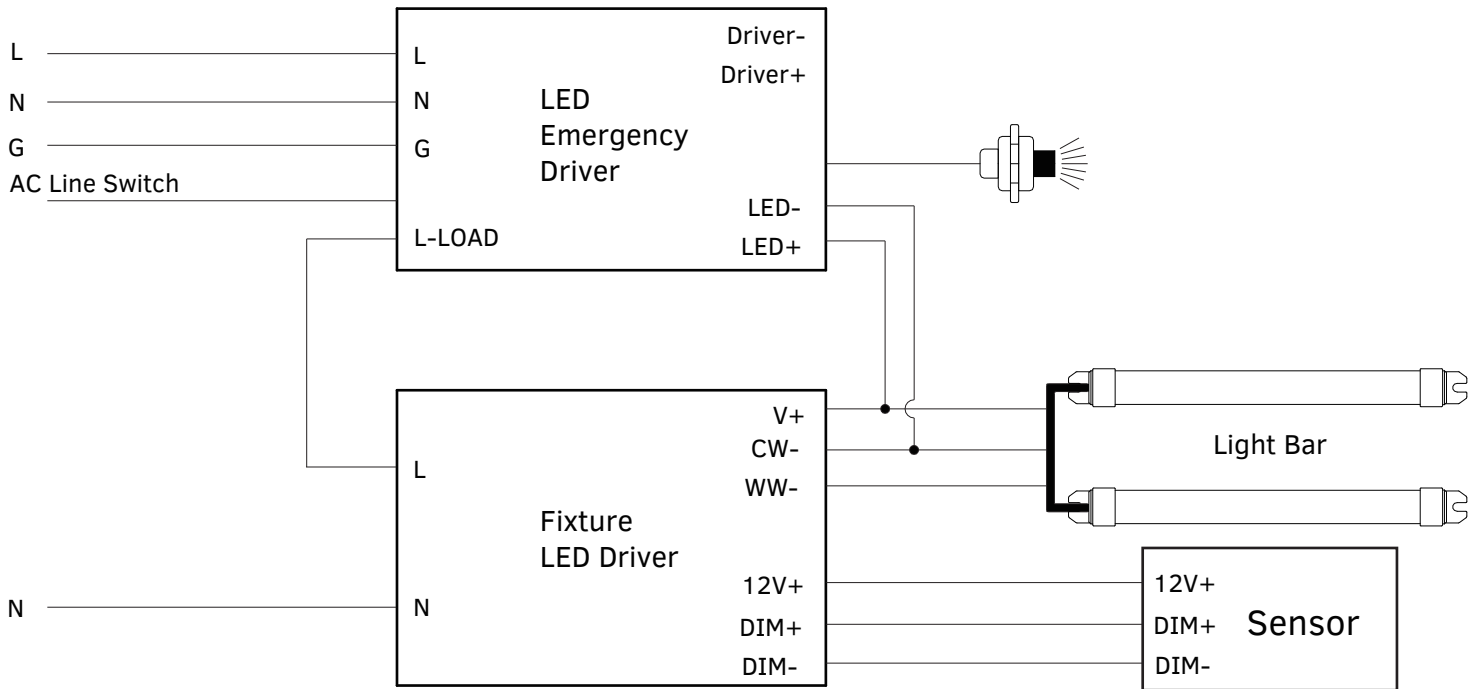 L
N
G
AC Line Switch
L
N
G
L-LOAD
LED
Emergency
Driver
Driver-
Driver+
LED-
LED+
N
L
N
Fixture
LED Driver
V+
CW-
WW-
12V+
DIM+
DIM-
Light Bar
12V+
DIM+
DIM-
Sensor